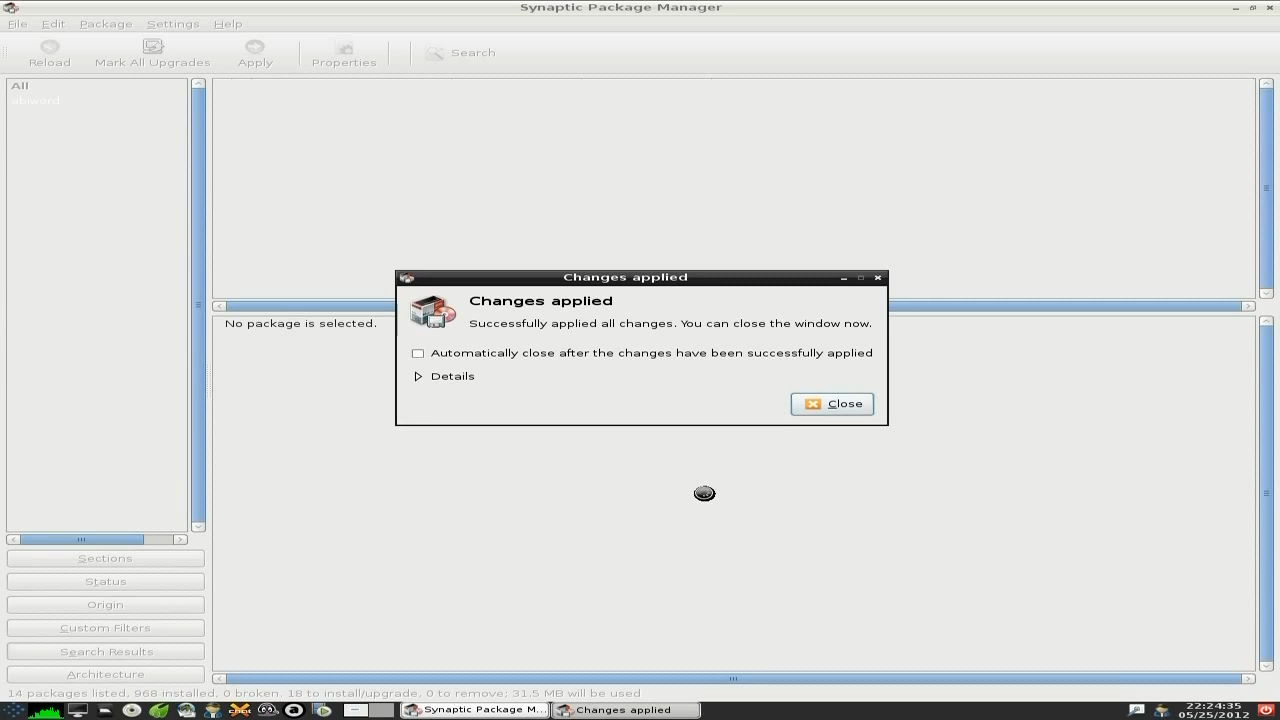 Synaptic Package Manager
File Edit Package Settings Help
Reload Mark All Upgrades Apply Properties Search
All
abiword
No package is selected.
Changes applied
Changes applied
Successfully applied all changes. You can close the window now.
Automatically close after the changes have been successfully applied
Details
Close
Sections
Status
Origin
Custom Filters
Search Results
Architecture
14 packages listed, 968 installed, 0 broken. 18 to install/upgrade, 0 to remove; 31.5 MB will be used
Synaptic Package M... Changes applied 22:24:35
05/25/2012